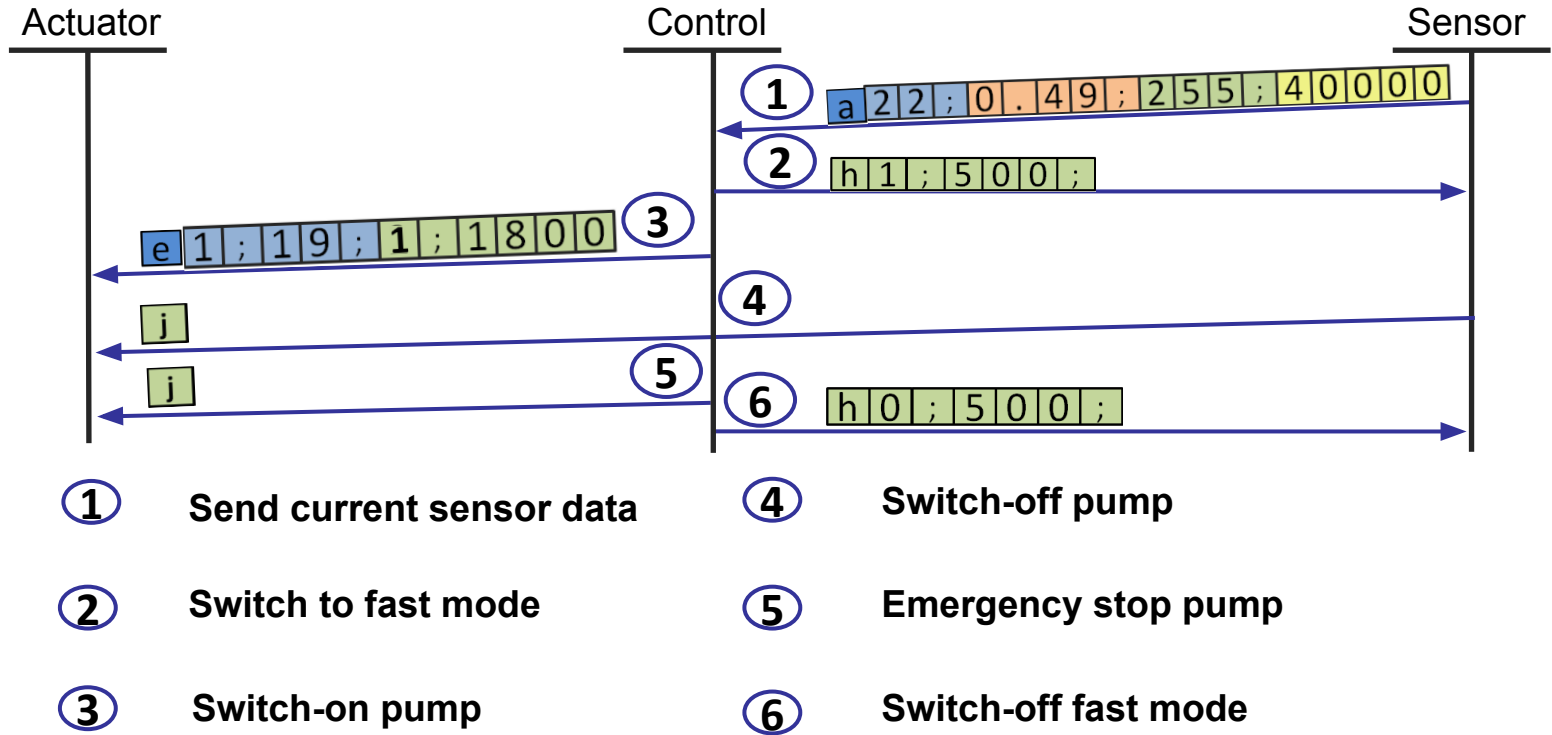 Actuator Control Sensor
1 a22;0.49;255;40000
2 h1;500;
3 e1;19;1;1800
4
j
5
j
6 h0;500;
1 Send current sensor data
4 Switch-off pump
2 Switch to fast mode
5 Emergency stop pump
3 Switch-on pump
6 Switch-off fast mode